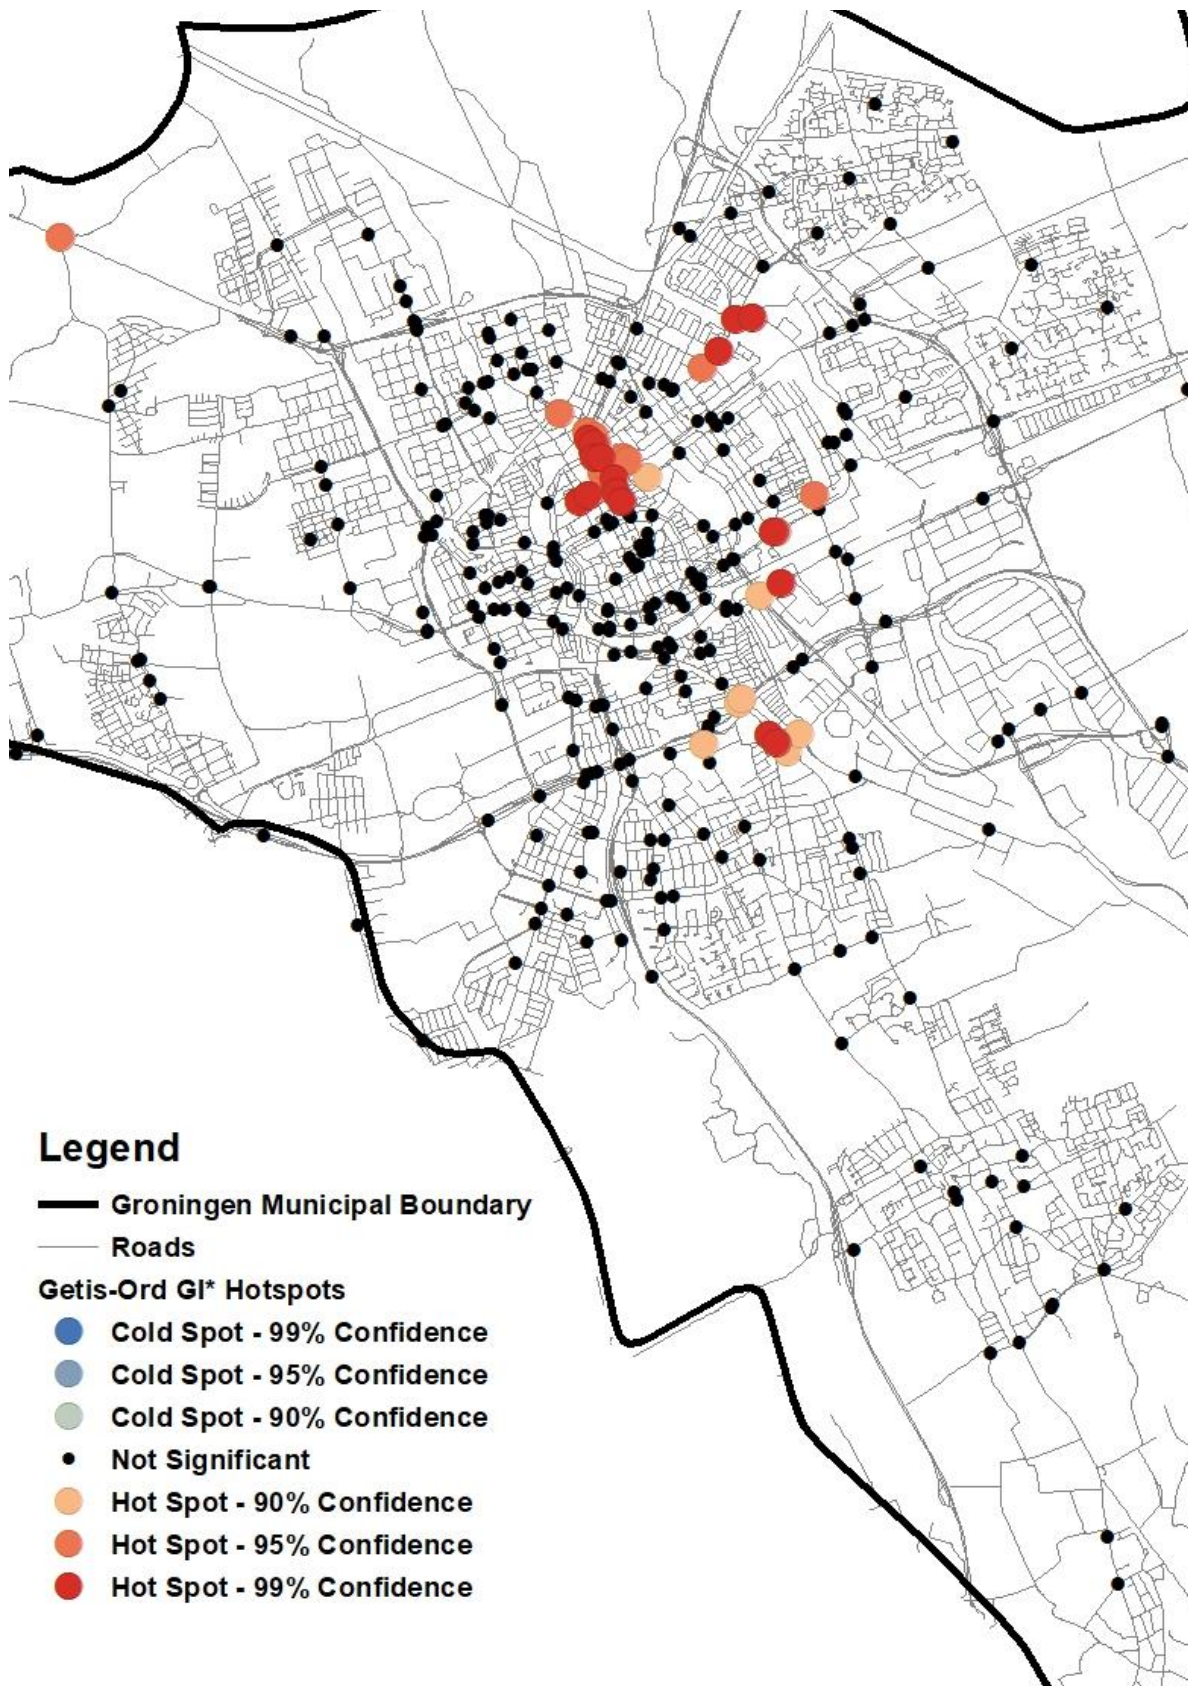 Legend
Groningen Municipal Boundary
Roads
Getis-Ord GI* Hotspots
Cold Spot - 99% Confidence
Cold Spot - 95% Confidence
Cold Spot - 90% Confidence
Not Significant
Hot Spot - 90% Confidence
Hot Spot - 95% Confidence
Hot Spot - 99% Confidence